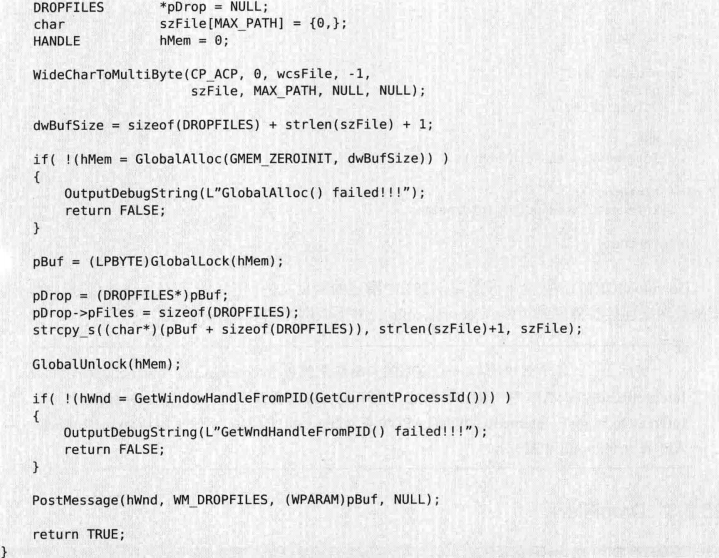 DROPFILES *pDrop = NULL;
char szFile[MAX_PATH] = {0,};
HANDLE hMem = 0;
WideCharToMultiByte(CP_ACP, 0, wcsFile, -1,
szFile, MAX_PATH, NULL, NULL);
dwBufSize = sizeof(DROPFILES) + strlen(szFile) + 1;
if( !(hMem = GlobalAlloc(GMEM_ZEROINIT, dwBufSize)) )
{
OutputDebugString(L"GlobalAlloc() failed!!!");
return FALSE;
}
pBuf = (LPBYTE)GlobalLock(hMem);
pDrop = (DROPFILES*)pBuf;
pDrop->pFiles = sizeof(DROPFILES);
strcpy_s((char*)(pBuf + sizeof(DROPFILES)), strlen(szFile)+1, szFile);
GlobalUnlock(hMem);
if( !(hWnd = GetWindowHandleFromPID(GetCurrentProcessId())) )
{
OutputDebugString(L"GetWndHandleFromPID() failed!!!");
return FALSE;
}
PostMessage(hWnd, WM_DROPFILES, (WPARAM)pBuf, NULL);
return TRUE;
}